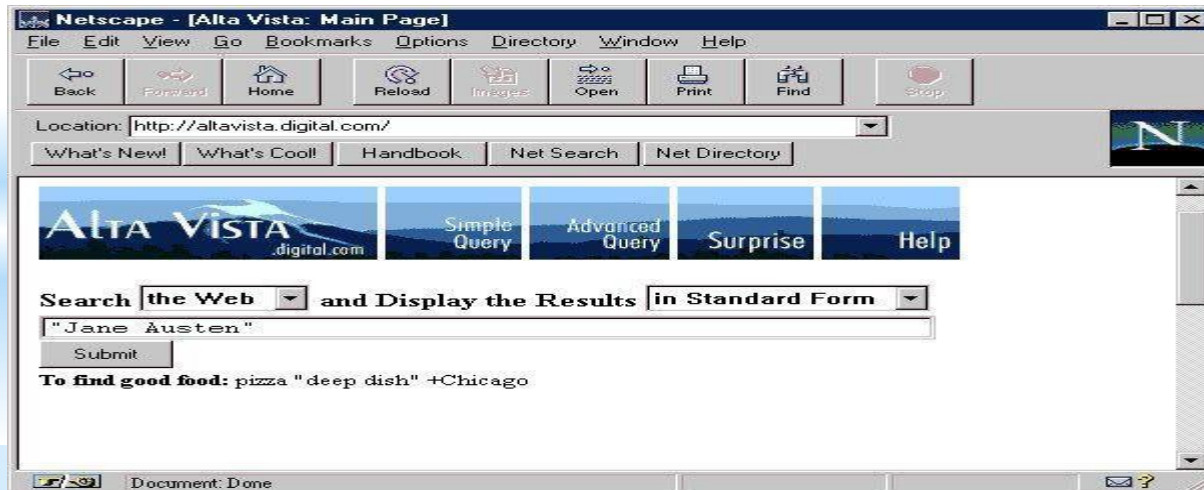 Netscape - [Alta Vista: Main Page]
File Edit View Go Bookmarks Options Directory Window Help
Back Forward Home Reload Images Open Print Find Stop
Location: http://altavista.digital.com/
What's New! What's Cool! Handbook Net Search Net Directory
N
ALTA VISTA .digital.com Simple Query Advanced Query Surprise Help
Search the Web and Display the Results in Standard Form
"Jane Austen"
Submit
To find good food: pizza "deep dish" +Chicago
Document: Done
?